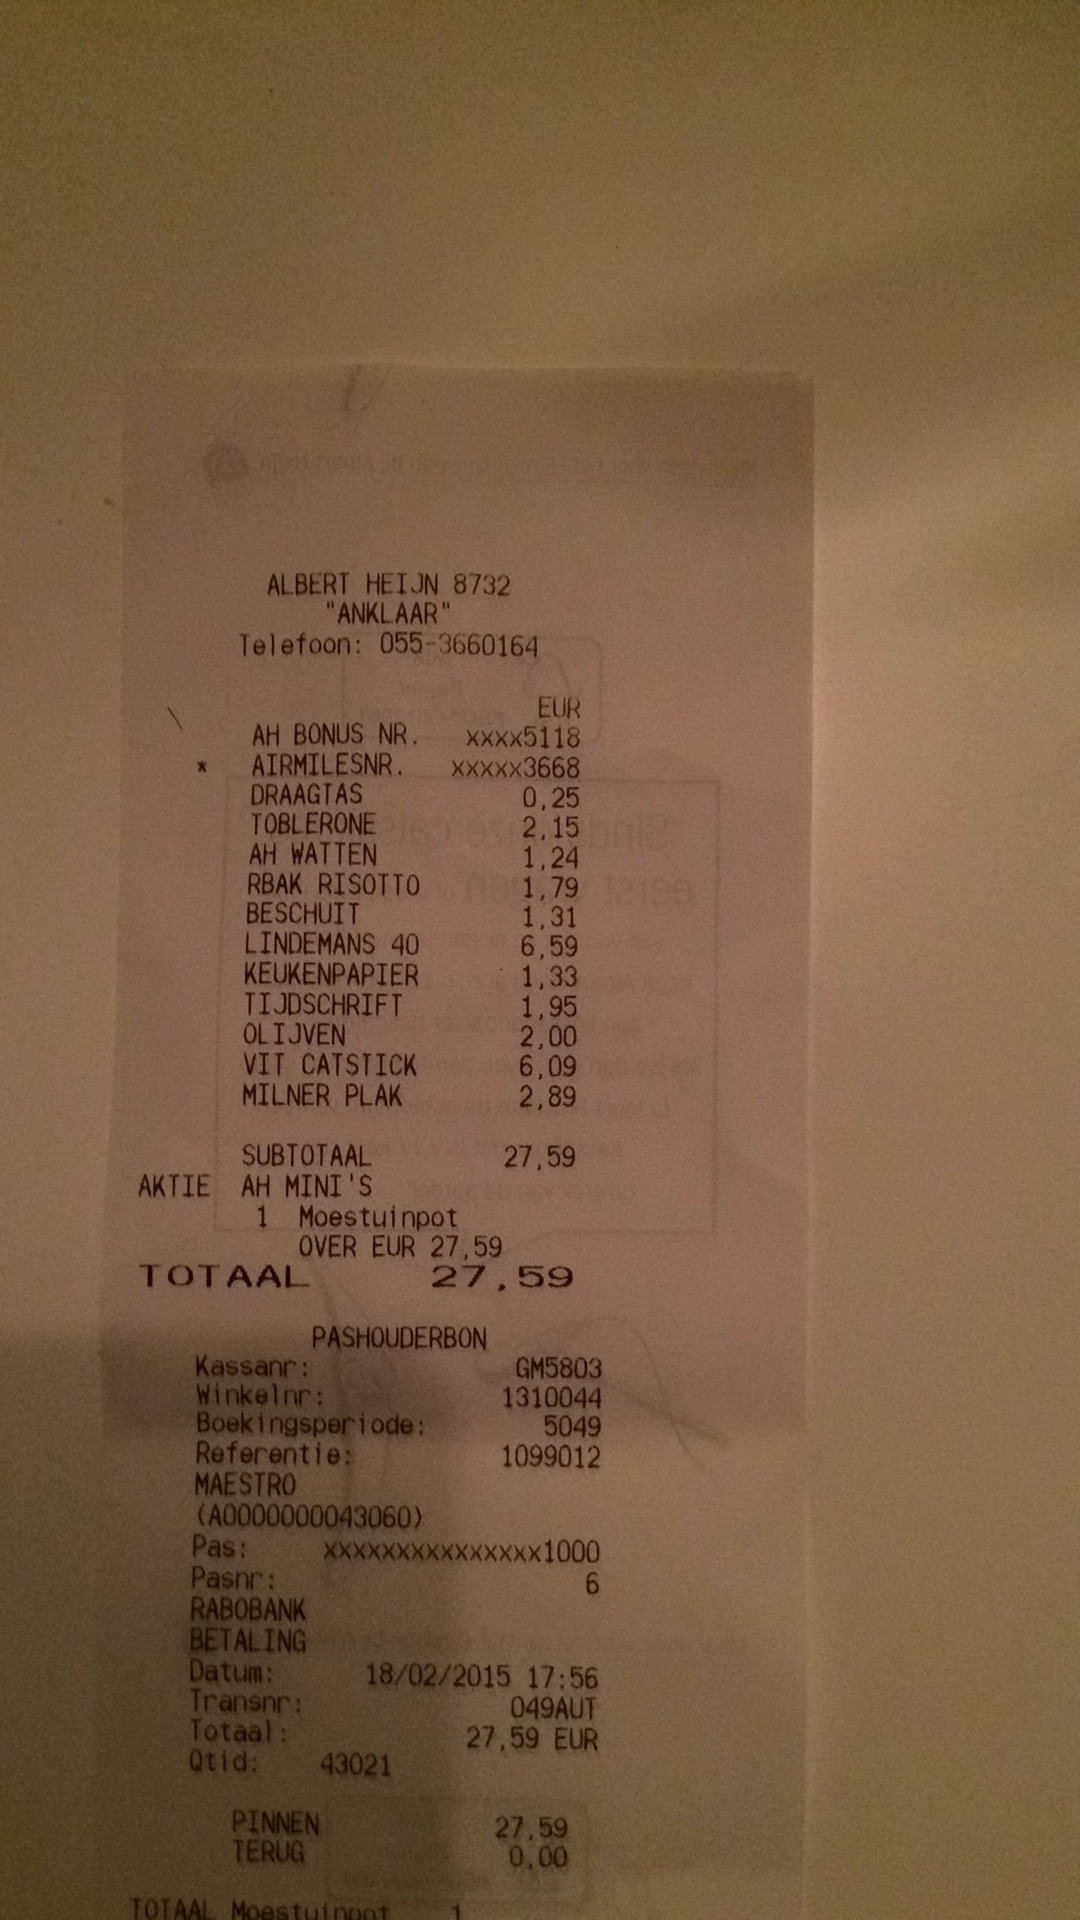 ALBERT HEIJN 8732
"ANKLAAR"
Telefoon: 055-3660164
EUR
AH BONUS NR. xxxx5118
* AIRMILESNR. xxxxx3668
DRAAGTAS 0,25
TOBLERONE 2,15
AH WATTEN 1,24
RBAK RISOTTO 1,79
BESCHUIT 1,31
LINDEMANS 40 6,59
KEUKENPAPIER 1,33
TIJDSCHRIFT 1,95
OLIJVEN 2,00
VIT CATSTICK 6,09
MILNER PLAK 2,89
SUBTOTAAL 27,59
AKTIE AH MINI'S
1 Moestuinpot
OVER EUR 27,59
TOTAAL 27,59
PASHOUDERBON
Kassanr: GM5803
Winkelnr: 1310044
Boekingsperiode: 5049
Referentie: 1099012
MAESTRO
(A0000000043060)
Pas: xxxxxxxxxxxxxxx1000
Pasnr: 6
RABOBANK
BETALING
Datum: 18/02/2015 17:56
Transnr: 049AUT
Totaal: 27,59 EUR
Qtid: 43021
PINNEN 27,59
TERUG 0,00
TOTAAL Moestuinpot 1